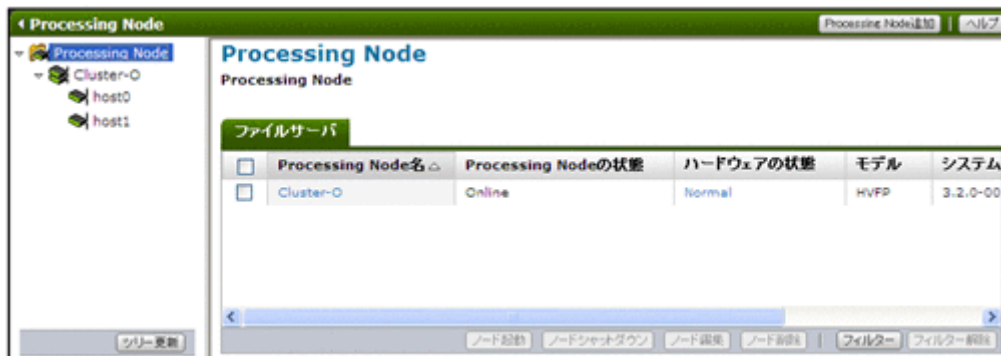 Processing Node
Processing Node追加 | ヘルプ
Processing Node
Cluster-O
host0
host1
ツリー更新
Processing Node
Processing Node
ファイルサーバ
Processing Node名 Processing Nodeの状態 ハードウェアの状態 モデル システム
Cluster-O Online Normal HVFP 3.2.0-00
ノード起動 ノードシャットダウン ノード編集 ノード削除 | フィルター フィルター解除